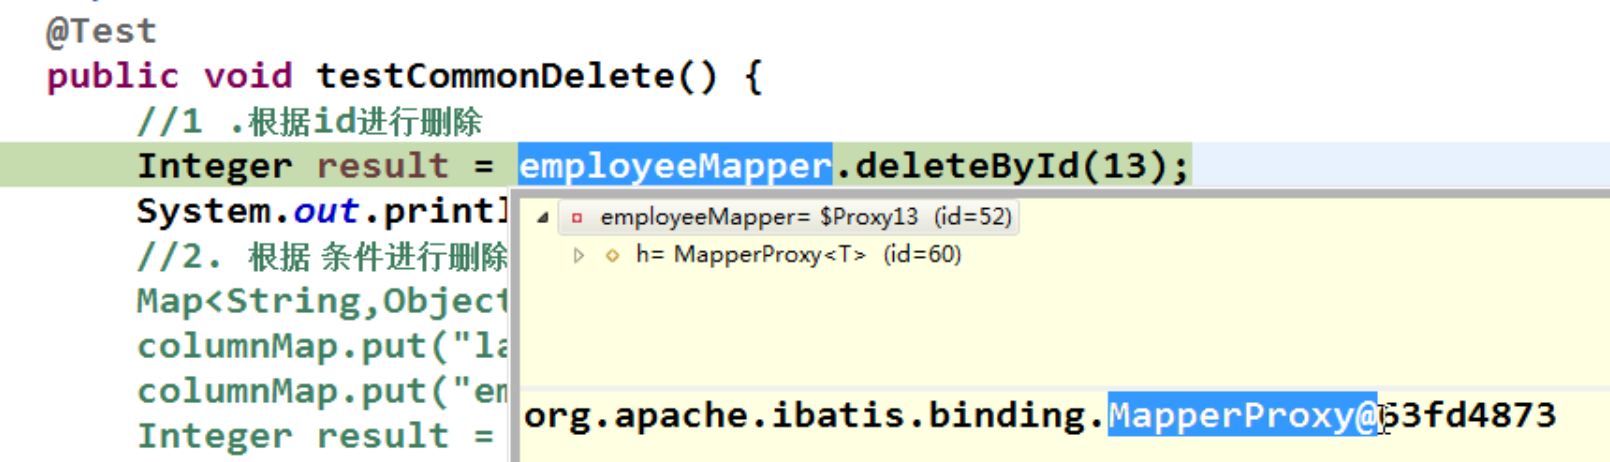 @Test
public void testCommonDelete() {
//1 .根据id进行删除
Integer result = employeeMapper.deleteById(13);
System.out.printl
employeeMapper= $Proxy13 (id=52)
//2. 根据 条件进行删除
h= MapperProxy<T> (id=60)
Map<String,Object
columnMap.put("la
columnMap.put("em
org.apache.ibatis.binding.MapperProxy@63fd4873
Integer result =